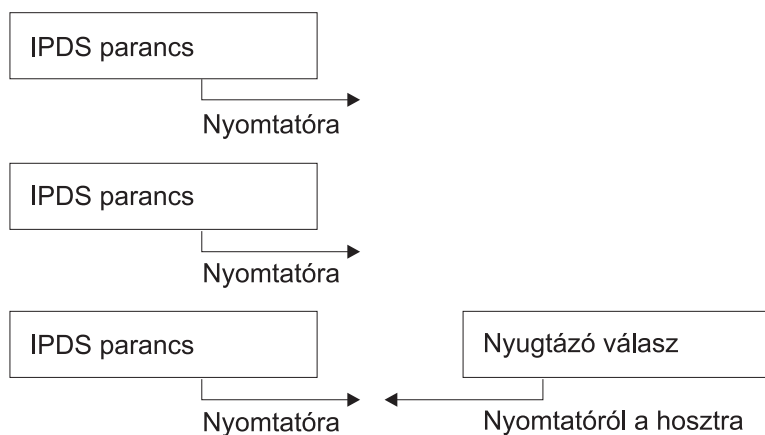 IPDS parancs
Nyomtatóra
IPDS parancs
Nyomtatóra
IPDS parancs
Nyugtázó válasz
Nyomtatóra
Nyomtatóról a hosztra